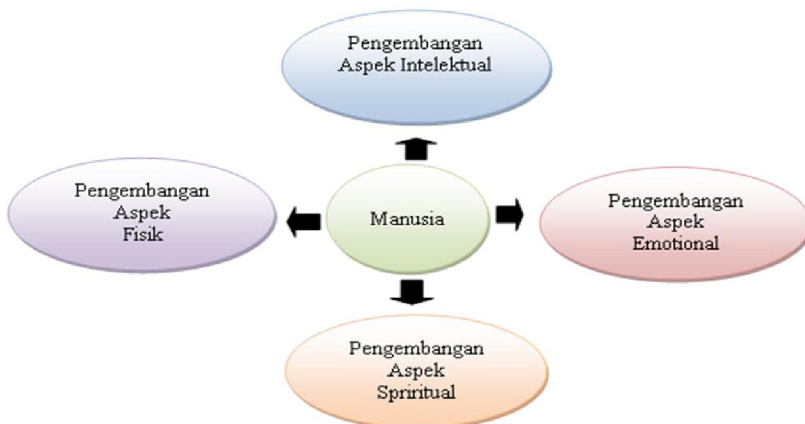 Pengembangan
Aspek Intelektual
Pengembangan
Aspek
Fisik
Manusia
Pengembangan
Aspek
Emotional
Pengembangan
Aspek
Spriritual